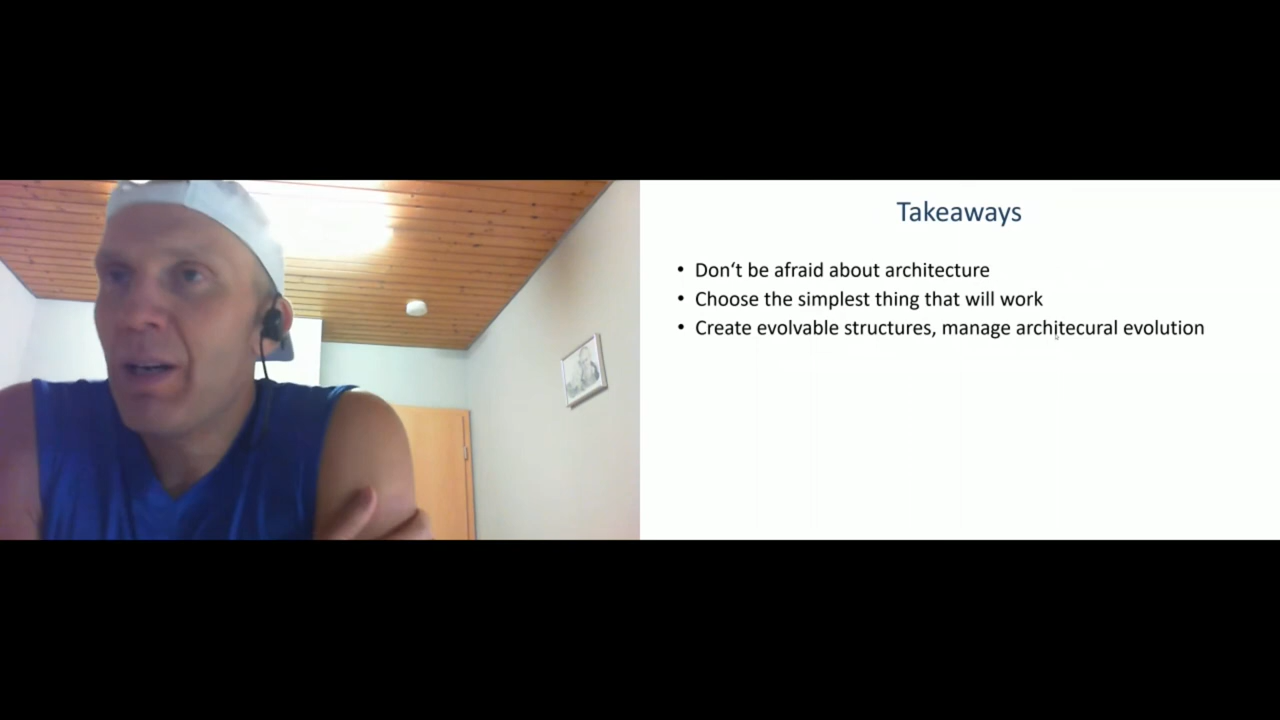 Takeaways
• Don‘t be afraid about architecture
• Choose the simplest thing that will work
• Create evolvable structures, manage architecural evolution